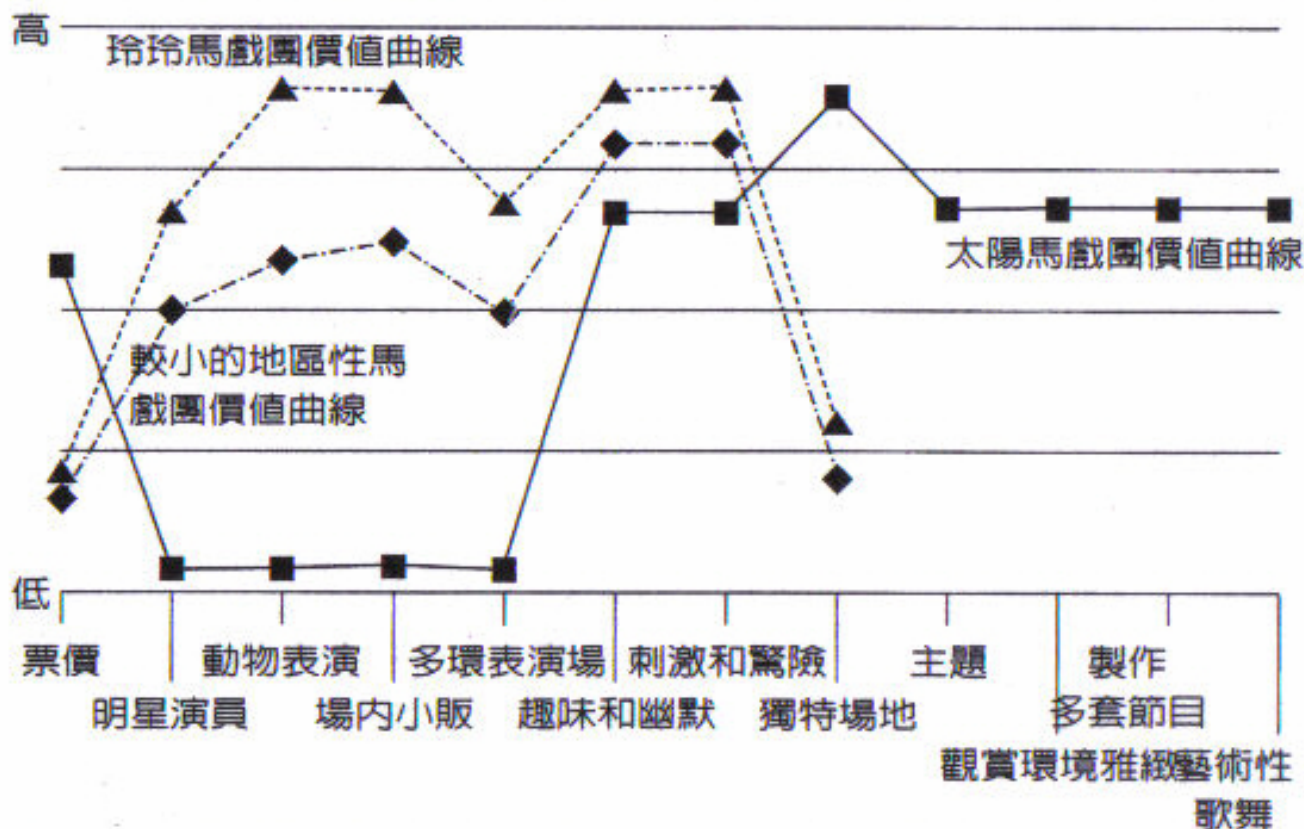 高
玲玲馬戲團價值曲線
太陽馬戲團價值曲線
較小的地區性馬
戲團價值曲線
低
票價
動物表演
多環表演場
刺激和驚險
主題
製作
明星演員
場內小販
趣味和幽默
獨特場地
多套節目
觀賞環境雅緻
藝術性
歌舞